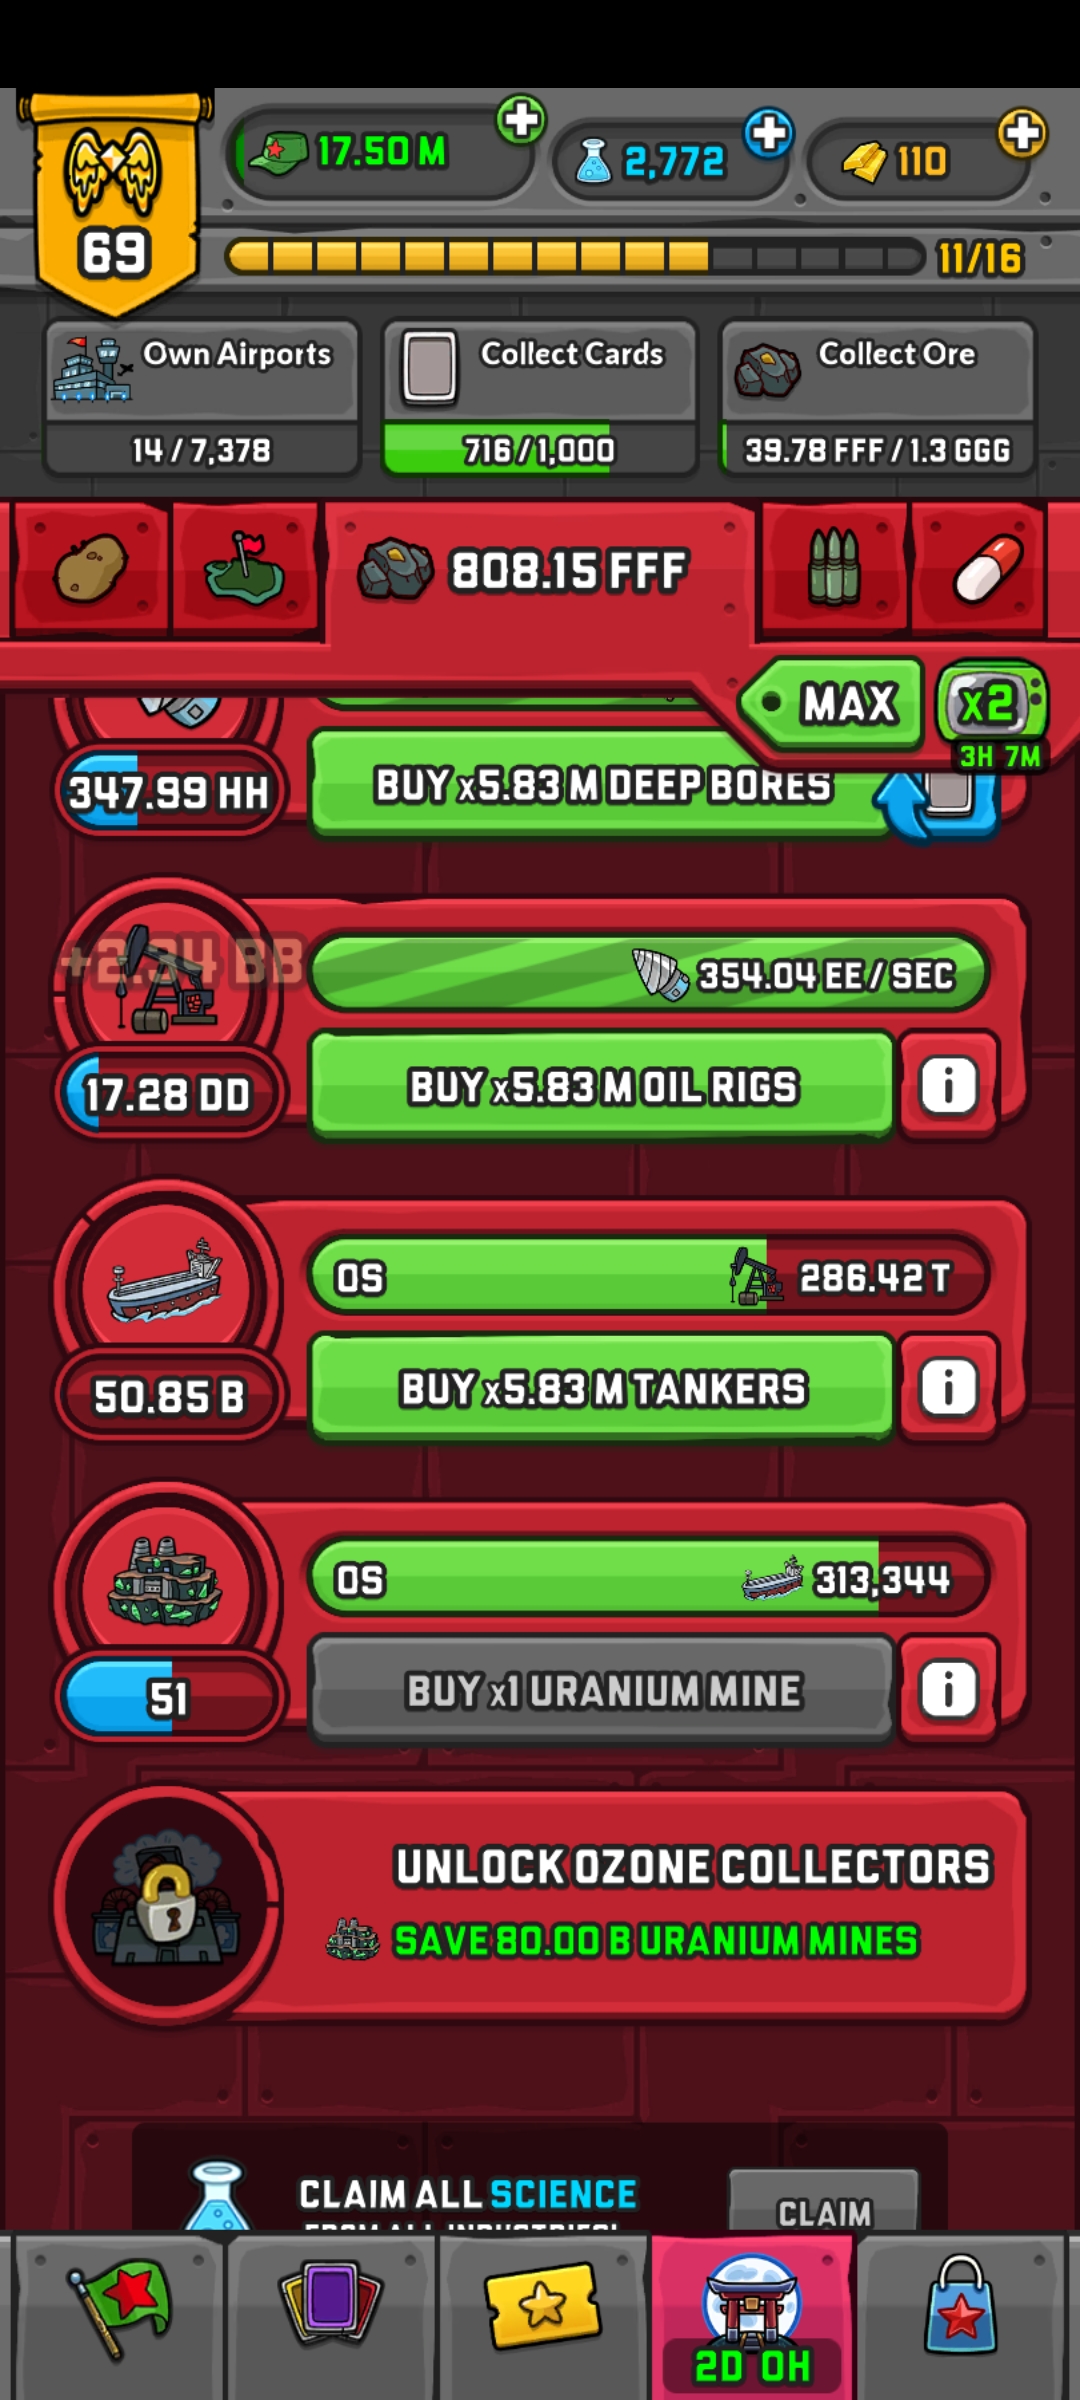 17.50 M
2,772
110
69
11/16
Own Airports
Collect Cards
Collect Ore
14 / 7,378
716 / 1,000
39.78 FFF / 1.3 GGG
808.15 FFF
MAX
x2
3H 7M
347.99 HH
BUY x5.83 M DEEP BORES
+2.34 BB
354.04 EE / SEC
17.28 DD
BUY x5.83 M OIL RIGS
i
0S
286.42 T
50.85 B
BUY x5.83 M TANKERS
i
0S
313,344
51
BUY x1 URANIUM MINE
i
UNLOCK OZONE COLLECTORS
SAVE 80.00 B URANIUM MINES
CLAIM ALL SCIENCE
FROM ALL INDUSTRIES!
CLAIM
2D 0H